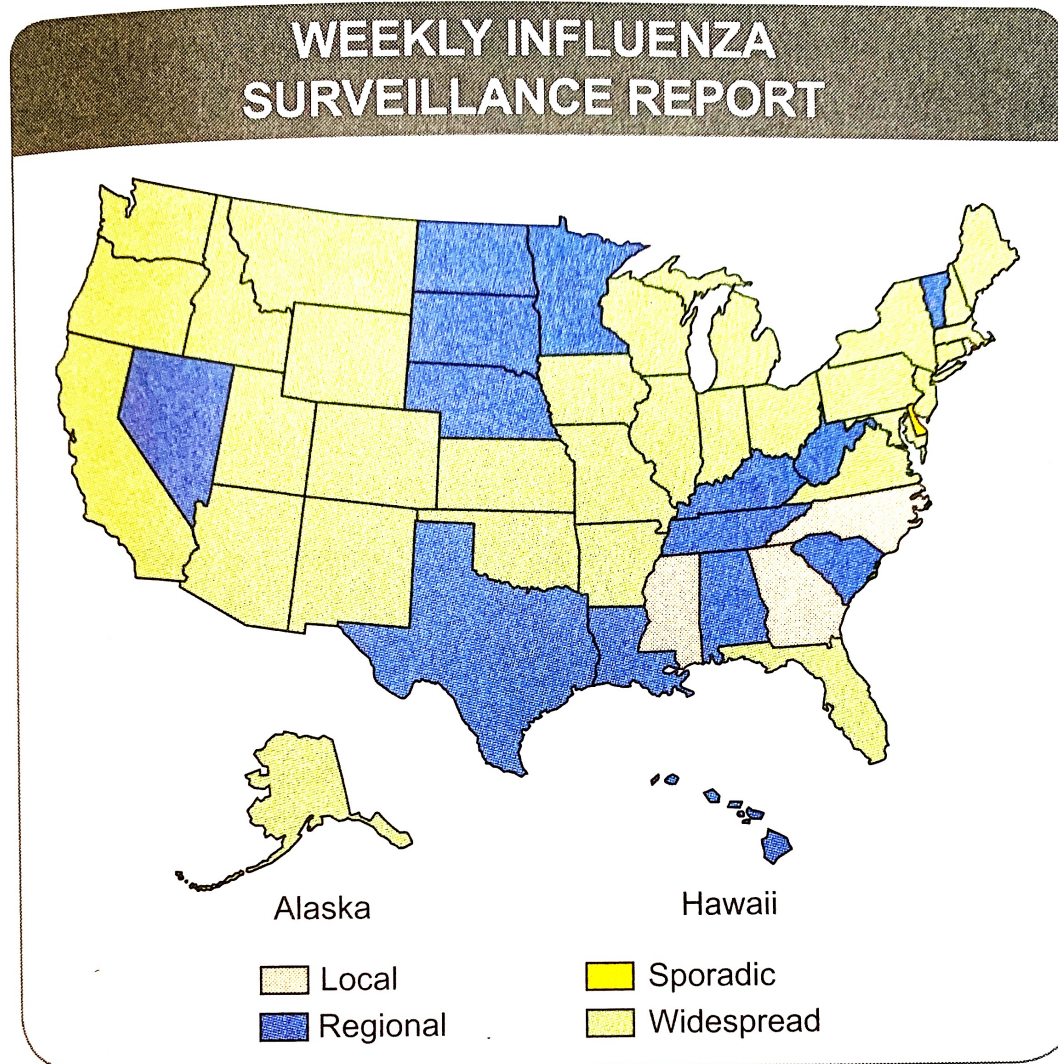 WEEKLY INFLUENZA
SURVEILLANCE REPORT
Alaska
Hawaii
Local
Sporadic
Regional
Widespread